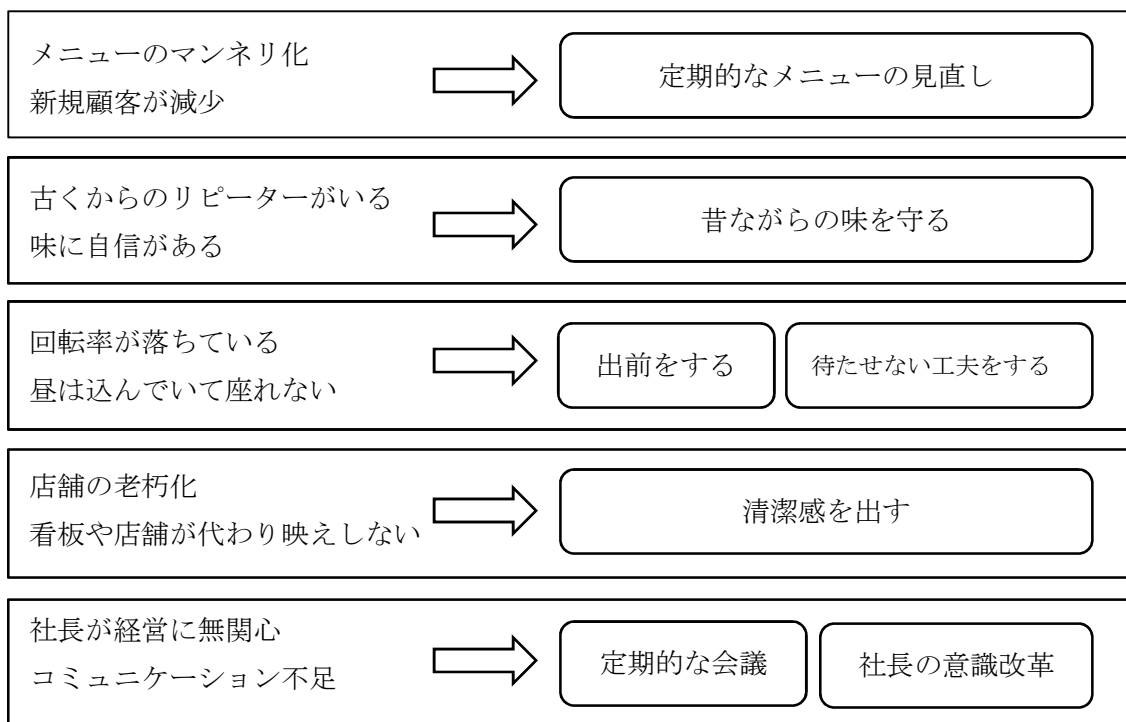 メニューのマンネリ化
新規顧客が減少
定期的なメニューの見直し
古くからのリピーターがいる
味に自信がある
昔ながらの味を守る
回転率が落ちている
昼は込んでいて座れない
出前をする
待たせない工夫をする
店舗の老朽化
看板や店舗が代わり映えしない
清潔感を出す
社長が経営に無関心
コミュニケーション不足
定期的な会議
社長の意識改革